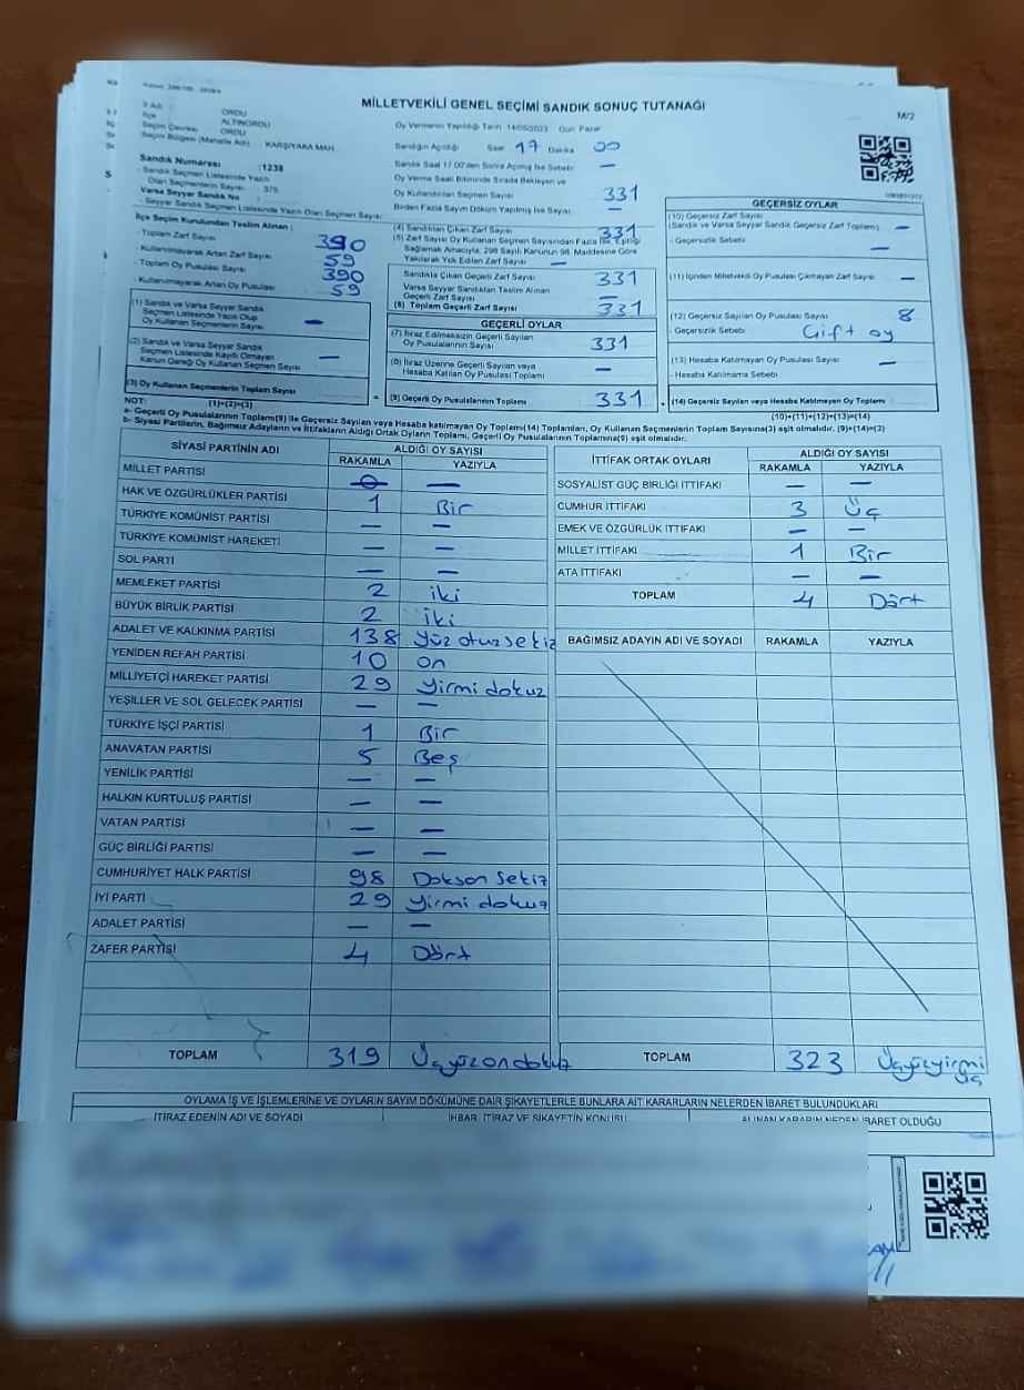 MİLLETVEKİLİ GENEL SEÇİMİ SANDIK SONUÇ TUTANAĞI
M/2
İl Adı : ORDU
İlçe : ALTINORDU
Seçim Çevresi : ORDU
Seçim Bölgesi (Mahalle Adı) : KARŞIYAKA MAH.
Sandık Numarası :1238
Sandık Seçmen Listesinde Yazılı
Olan Seçmenlerin Sayısı : 375
Varsa Seyyar Sandık No
Seyyar Sandık Seçmen Listesinde Yazılı Olan Seçmen Sayısı
Oy Vermenin Yapıldığı Tarih 14/05/2023 Gün Pazar
Sandığın Açıldığı Saat 17 Dakika 00
Sandık Saat 17.00'den Sonra Açılmış İse Sebebi —
Oy Verme Saati Bitiminde Sırada Bekleyen ve
Oy Kullandırılan Seçmen Sayısı 331
Birden Fazla Sayım Döküm Yapılmış İse Sayısı —
İlçe Seçim Kurulundan Teslim Alınan :
- Toplam Zarf Sayısı 390
- Kullanılmayarak Artan Zarf Sayısı 59
- Toplam Oy Pusulası Sayısı 390
- Kullanılmayarak Artan Oy Pusulası 59
(1) Sandık ve Varsa Seyyar Sandık
Seçmen Listesinde Yazılı Olup
Oy Kullanan Seçmenlerin Sayısı —
(2) Sandık ve Varsa Seyyar Sandık
Seçmen Listesinde Kayıtlı Olmayan
Kanun Gereği Oy Kullanan Seçmen Sayısı —
(3) Oy Kullanan Seçmenlerin Toplam Sayısı
(4) Sandıktan Çıkan Zarf Sayısı 331
(5) Zarf Sayısı Oy Kullanan Seçmen Sayısından Fazla İse, Eşitliği
Sağlamak Amacıyla, 298 Sayılı Kanunun 98. Maddesine Göre
Yakılarak Yok Edilen Zarf Sayısı —
Sandıkta Çıkan Geçerli Zarf Sayısı 331
Varsa Seyyar Sandıktan Teslim Alınan
Geçerli Zarf Sayısı —
(6) Toplam Geçerli Zarf Sayısı 331
GEÇERLİ OYLAR
(7) İtiraz Edilmeksizin Geçerli Sayılan
Oy Pusulalarının Sayısı 331
(8) İtiraz Üzerine Geçerli Sayılan veya
Hesaba Katılan Oy Pusulası Toplamı —
(9) Geçerli Oy Pusulalarının Toplamı 331
GEÇERSİZ OYLAR
(10) Geçersiz Zarf Sayısı
(Sandık ve Varsa Seyyar Sandık Geçersiz Zarf Toplamı) —
- Geçersizlik Sebebi —
(11) İçinden Milletvekili Oy Pusulası Çıkmayan Zarf Sayısı —
(12) Geçersiz Sayılan Oy Pusulası Sayısı 8
- Geçersizlik Sebebi Çift oy
(13) Hesaba Katılmayan Oy Pusulası Sayısı —
- Hesaba Katılmama Sebebi
(14) Geçersiz Sayılan veya Hesaba Katılmayan Oy Toplamı
NOT: (1)+(2)=(3)
(10)+(11)+(12)+(13)=(14)
a- Geçerli Oy Pusulalarının Toplamı(9) ile Geçersiz Sayılan veya Hesaba katılmayan Oy Toplamı(14) Toplamları, Oy Kullanan Seçmenlerin Toplam Sayısına(3) eşit olmalıdır. (9)+(14)=(3)
b- Siyasi Partilerin, Bağımsız Adayların ve İttifakların Aldığı Ortak Oyların Toplamı, Geçerli Oy Pusulalarının Toplamına(9) eşit olmalıdır.
SİYASİ PARTİNİN ADI ALDIĞI OY SAYISI
RAKAMLA YAZIYLA
MİLLET PARTİSİ 0 —
HAK VE ÖZGÜRLÜKLER PARTİSİ 1 Bir
TÜRKİYE KOMÜNİST PARTİSİ — —
TÜRKİYE KOMÜNİST HAREKETİ — —
SOL PARTİ — —
MEMLEKET PARTİSİ 2 iki
BÜYÜK BİRLİK PARTİSİ 2 iki
ADALET VE KALKINMA PARTİSİ 138 Yüz otuz sekiz
YENİDEN REFAH PARTİSİ 10 on
MİLLİYETÇİ HAREKET PARTİSİ 29 Yirmi dokuz
YEŞİLLER VE SOL GELECEK PARTİSİ — —
TÜRKİYE İŞÇİ PARTİSİ 1 Bir
ANAVATAN PARTİSİ 5 Beş
YENİLİK PARTİSİ — —
HALKIN KURTULUŞ PARTİSİ — —
VATAN PARTİSİ — —
GÜÇ BİRLİĞİ PARTİSİ — —
CUMHURİYET HALK PARTİSİ 98 Doksan Sekiz
İYİ PARTİ 29 Yirmi dokuz
ADALET PARTİSİ — —
ZAFER PARTİSİ 4 Dört
TOPLAM 319 Üçyüzondokuz
İTTİFAK ORTAK OYLARI ALDIĞI OY SAYISI
RAKAMLA YAZIYLA
SOSYALİST GÜÇ BİRLİĞİ İTTİFAKI — —
CUMHUR İTTİFAKI 3 Üç
EMEK VE ÖZGÜRLÜK İTTİFAKI — —
MİLLET İTTİFAKI 1 Bir
ATA İTTİFAKI — —
TOPLAM 4 Dört
BAĞIMSIZ ADAYIN ADI VE SOYADI RAKAMLA YAZIYLA
TOPLAM 323 Üçyüzyirmi üç
OYLAMA İŞ VE İŞLEMLERİNE VE OYLARIN SAYIM DÖKÜMÜNE DAİR ŞİKAYETLERLE BUNLARA AİT KARARLARIN NELERDEN İBARET BULUNDUKLARI
İTİRAZ EDENİN ADI VE SOYADI İHBAR, İTİRAZ VE ŞİKAYETİN KONUSU ALINAN KARARIN NEDEN İBARET OLDUĞU